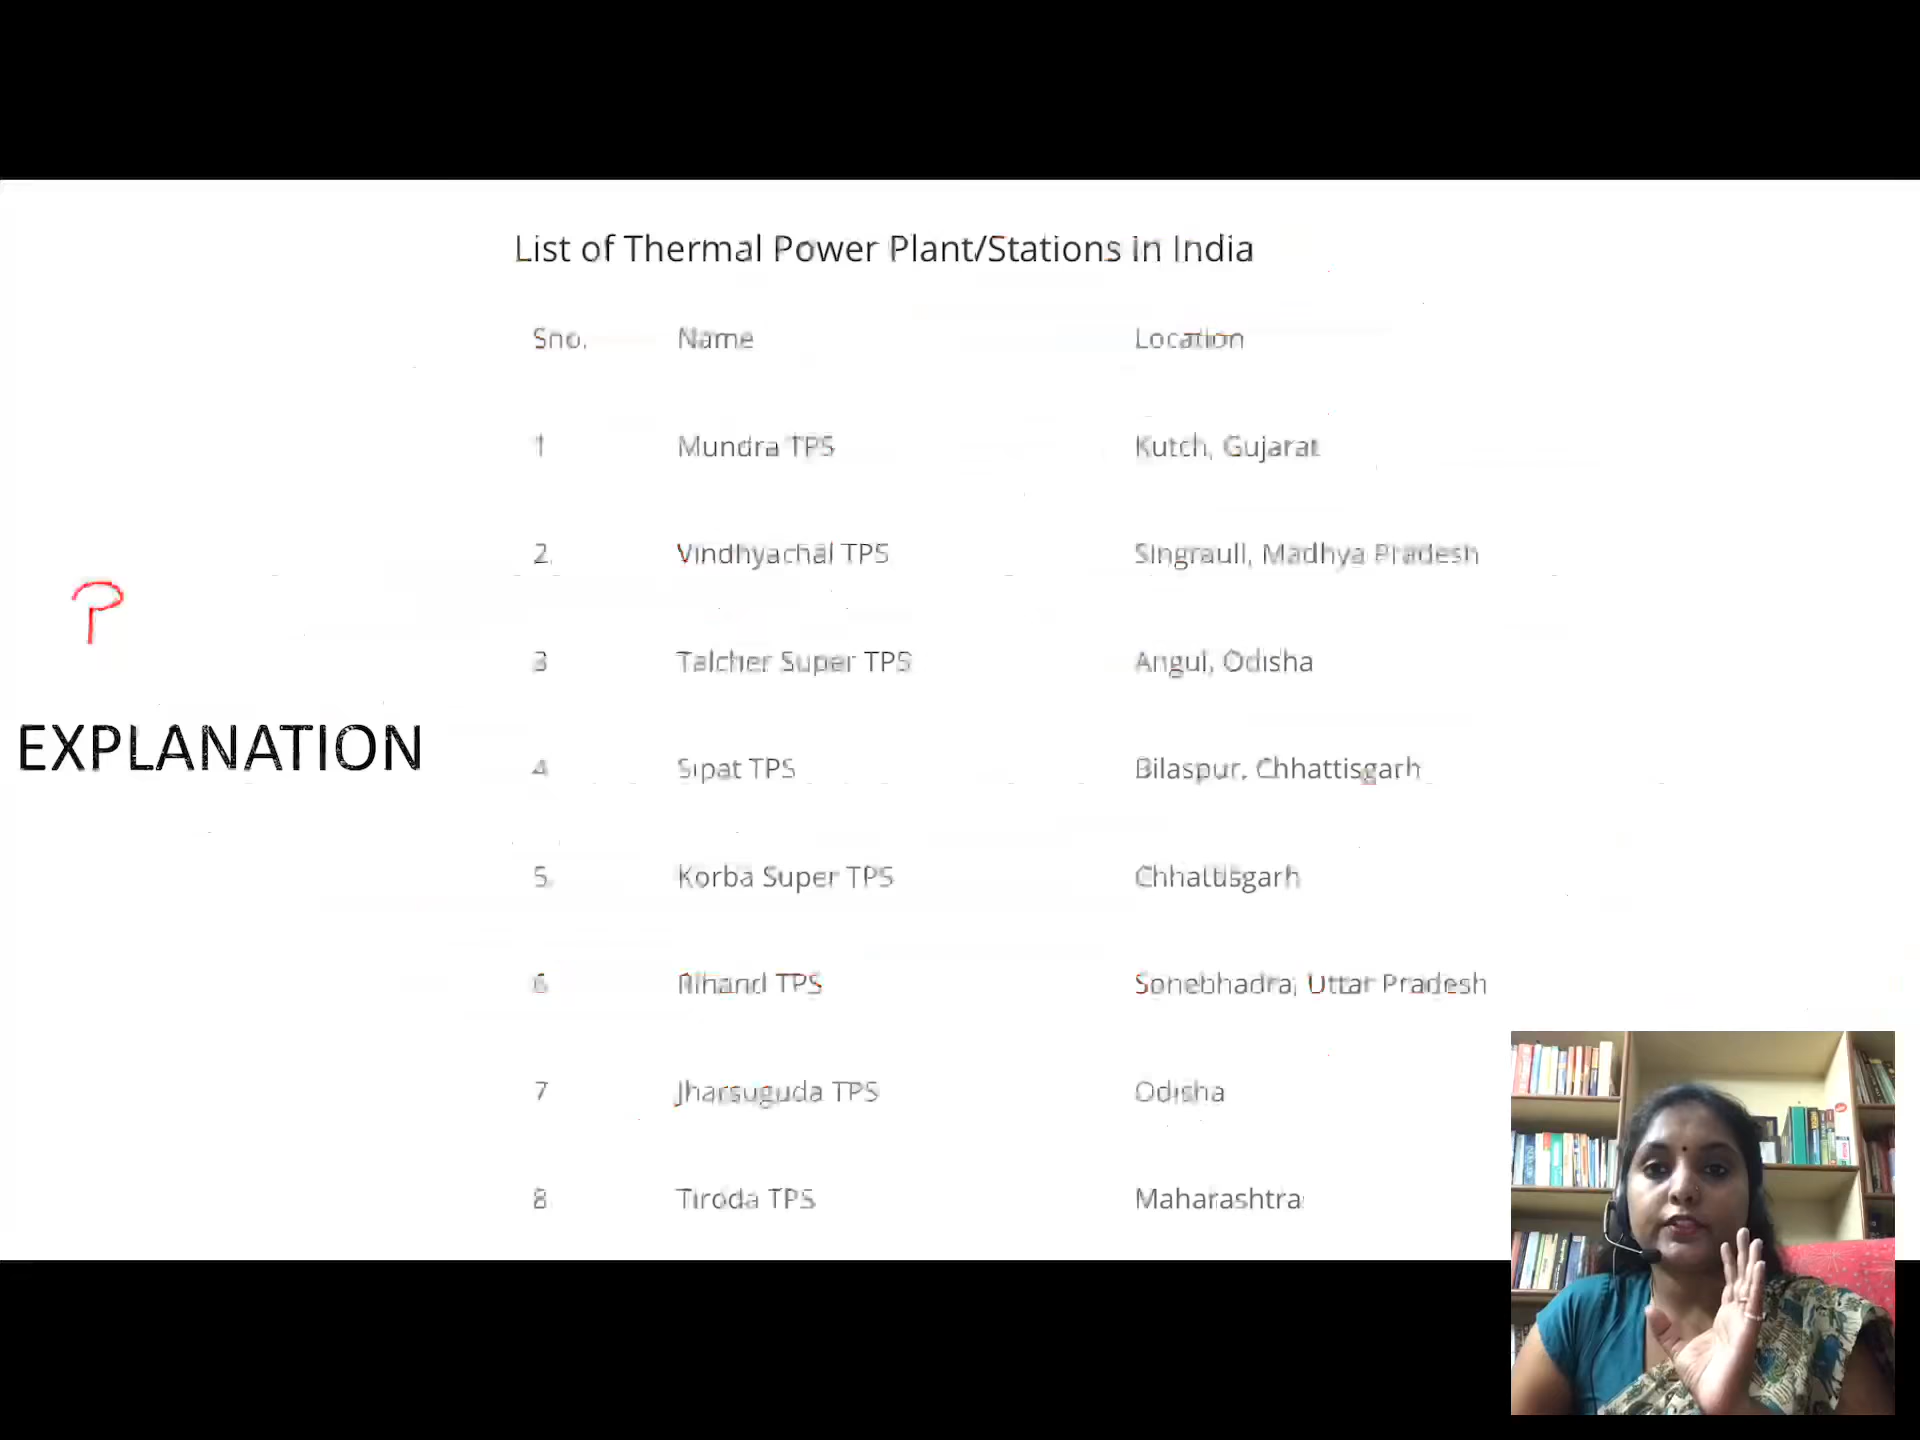 List of Thermal Power Plant/Stations in India
Sno. Name Location
1 Mundra TPS Kutch, Gujarat
2 Vindhyachal TPS Singrauli, Madhya Pradesh
3 Talcher Super TPS Angul, Odisha
P
EXPLANATION
4 Sipat TPS Bilaspur, Chhattisgarh
5 Korba Super TPS Chhattisgarh
6 Rihand TPS Sonebhadra, Uttar Pradesh
7 Jharsuguda TPS Odisha
8 Tiroda TPS Maharashtra